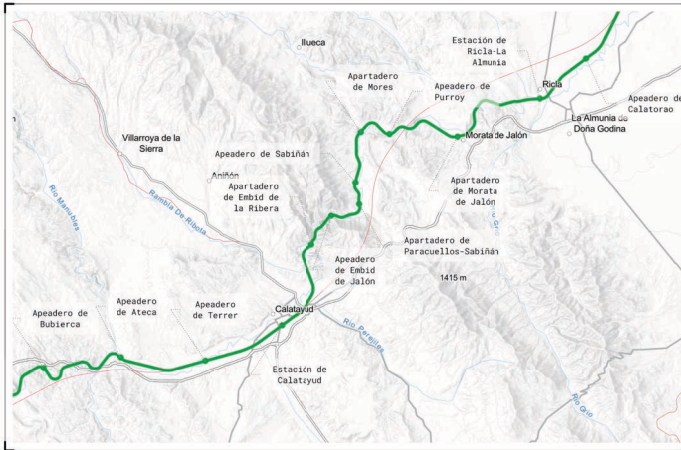 Illueca
Estación de
Ricla-La
Almunia
Apartadero
de Mores
Apeadero de
Purroy
Ricla
Apeadero de
Calatorao
La Almunia de
Doña Godina
Villarroya de la
Sierra
Morata de Jalón
Apeadero de Sabiñán
Aniñón
Apartadero
de Embid de
la Ribera
Apartadero
de Morata
de Jalón
Río Manubles
Rambla De Ribota
Apartadero de
Paracuellos-Sabiñán
Apeadero
de Embid
de Jalón
1415 m
Apeadero de
Bubierca
Apeadero
de Ateca
Apeadero
de Terrer
Calatayud
Río Perejiles
Estación de
Calatayud
Río Grío